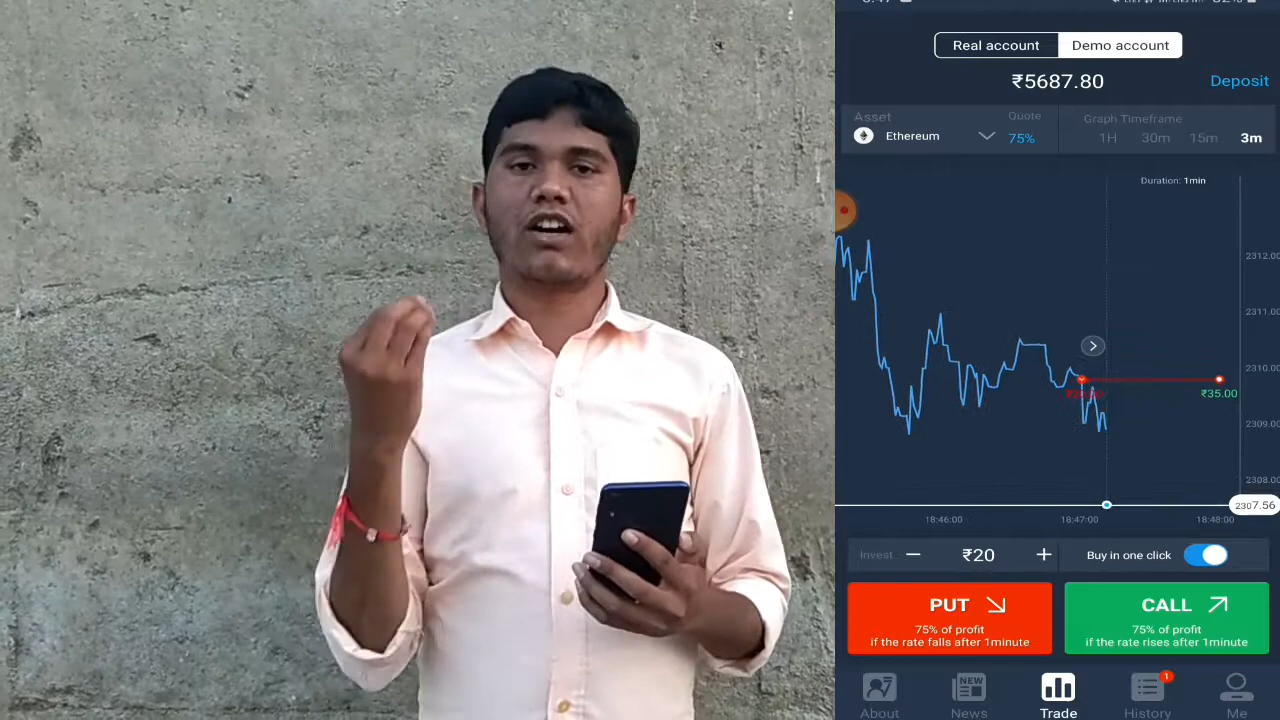 Real account
Demo account
₹5687.80
Deposit
Asset
Quote
Graph Timeframe
Ethereum
75%
1H
30m
15m
3m
Duration: 1min
2312.00
2311.00
2310.00
₹35.00
2309.00
2308.00
2307.56
18:46:00
18:47:00
18:48:00
Invest
₹20
Buy in one click
PUT
75% of profit
if the rate falls after 1minute
CALL
75% of profit
if the rate rises after 1minute
NEW
1
About
News
Trade
History
Me